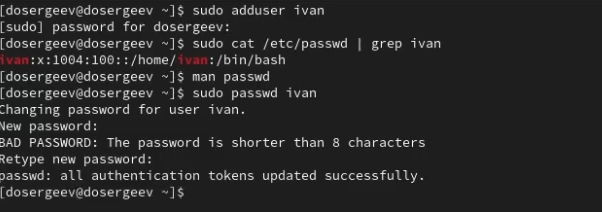 [dosergeev@dosergeev ~]$ sudo adduser ivan
[sudo] password for dosergeev:
[dosergeev@dosergeev ~]$ sudo cat /etc/passwd | grep ivan
ivan:x:1004:100::/home/ivan:/bin/bash
[dosergeev@dosergeev ~]$ man passwd
[dosergeev@dosergeev ~]$ sudo passwd ivan
Changing password for user ivan.
New password:
BAD PASSWORD: The password is shorter than 8 characters
Retype new password:
passwd: all authentication tokens updated successfully.
[dosergeev@dosergeev ~]$